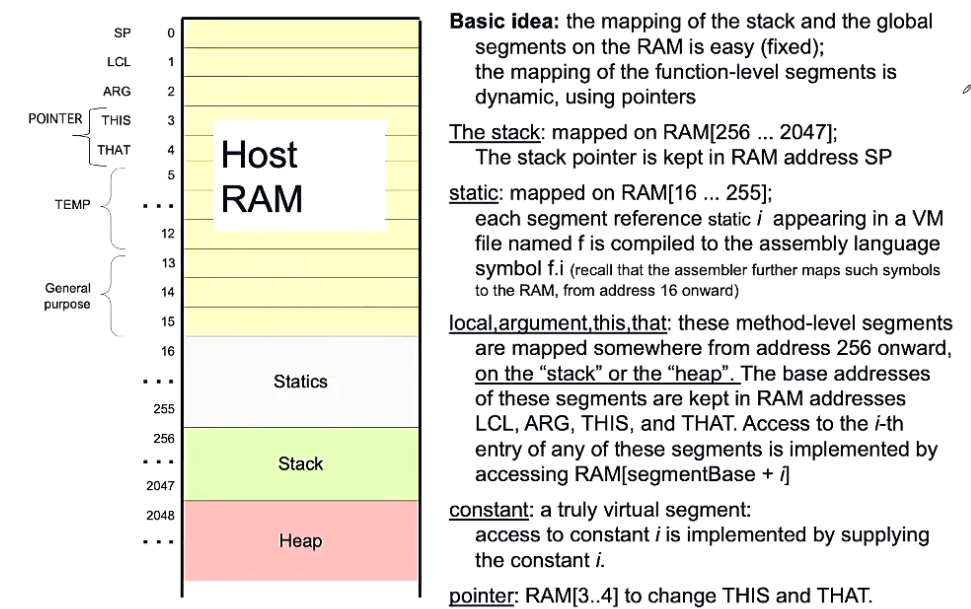 SP 0
LCL 1
ARG 2
POINTER
THIS 3
THAT 4
5
TEMP
...
12
13
General
purpose
14
15
16
...
255
256
...
2047
2048
...
Host
RAM
Statics
Stack
Heap
Basic idea: the mapping of the stack and the global
segments on the RAM is easy (fixed);
the mapping of the function-level segments is
dynamic, using pointers
The stack: mapped on RAM[256 ... 2047];
The stack pointer is kept in RAM address SP
static: mapped on RAM[16 ... 255];
each segment reference static i appearing in a VM
file named f is compiled to the assembly language
symbol f.i (recall that the assembler further maps such symbols
to the RAM, from address 16 onward)
local,argument,this,that: these method-level segments
are mapped somewhere from address 256 onward,
on the “stack” or the “heap”. The base addresses
of these segments are kept in RAM addresses
LCL, ARG, THIS, and THAT. Access to the i-th
entry of any of these segments is implemented by
accessing RAM[segmentBase + i]
constant: a truly virtual segment:
access to constant i is implemented by supplying
the constant i.
pointer: RAM[3..4] to change THIS and THAT.